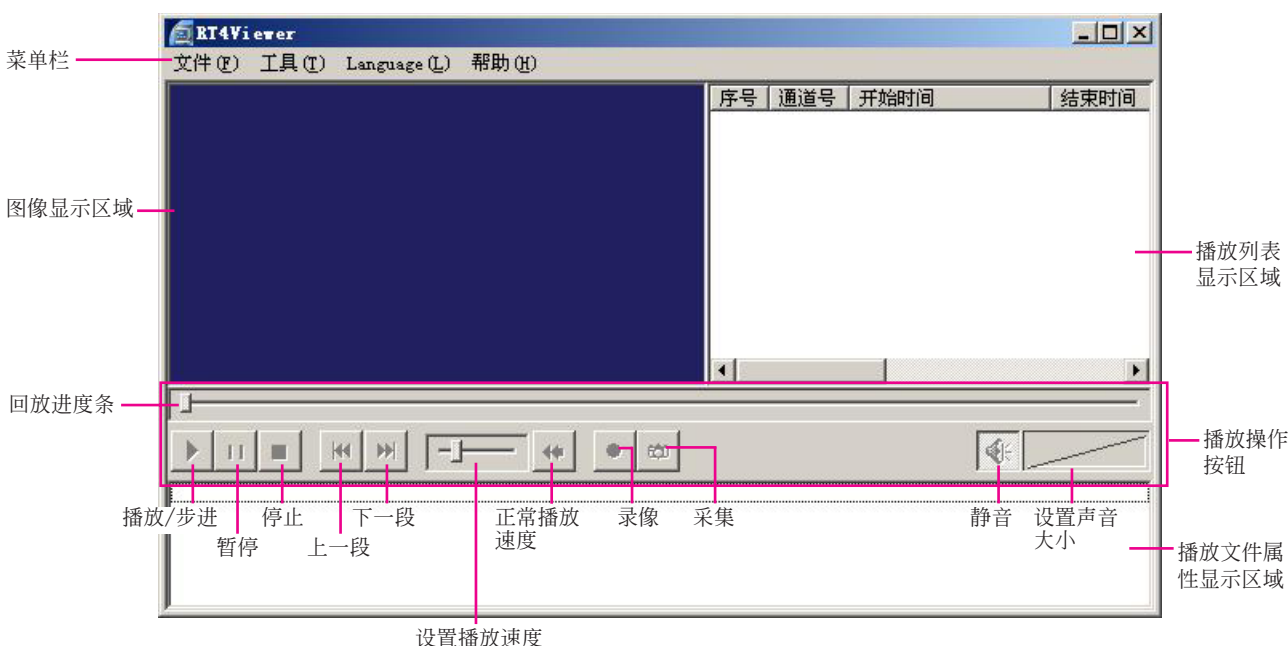 RT4Viewer
菜单栏
文件(F) 工具(T) Language(L) 帮助(H)
序号 通道号 开始时间 结束时间
图像显示区域
播放列表
显示区域
回放进度条
播放操作
按钮
播放/步进
暂停
停止
上一段
下一段
正常播放
速度
录像
采集
静音
设置声音
大小
播放文件属
性显示区域
设置播放速度